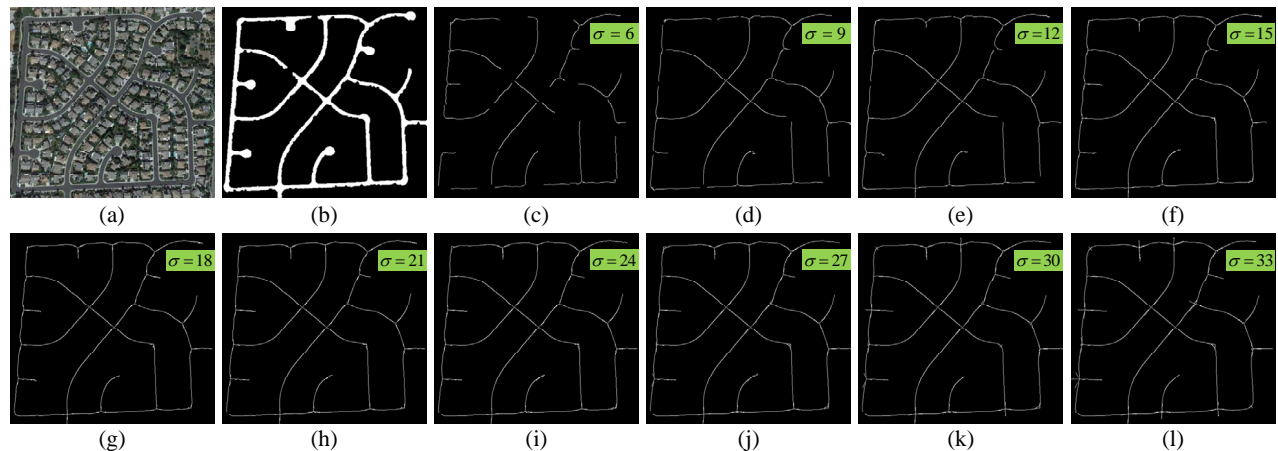 σ = 6 σ = 9 σ = 12 σ = 15
(a) (b) (c) (d) (e) (f)
σ = 18 σ = 21 σ = 24 σ = 27 σ = 30 σ = 33
(g) (h) (i) (j) (k) (l)